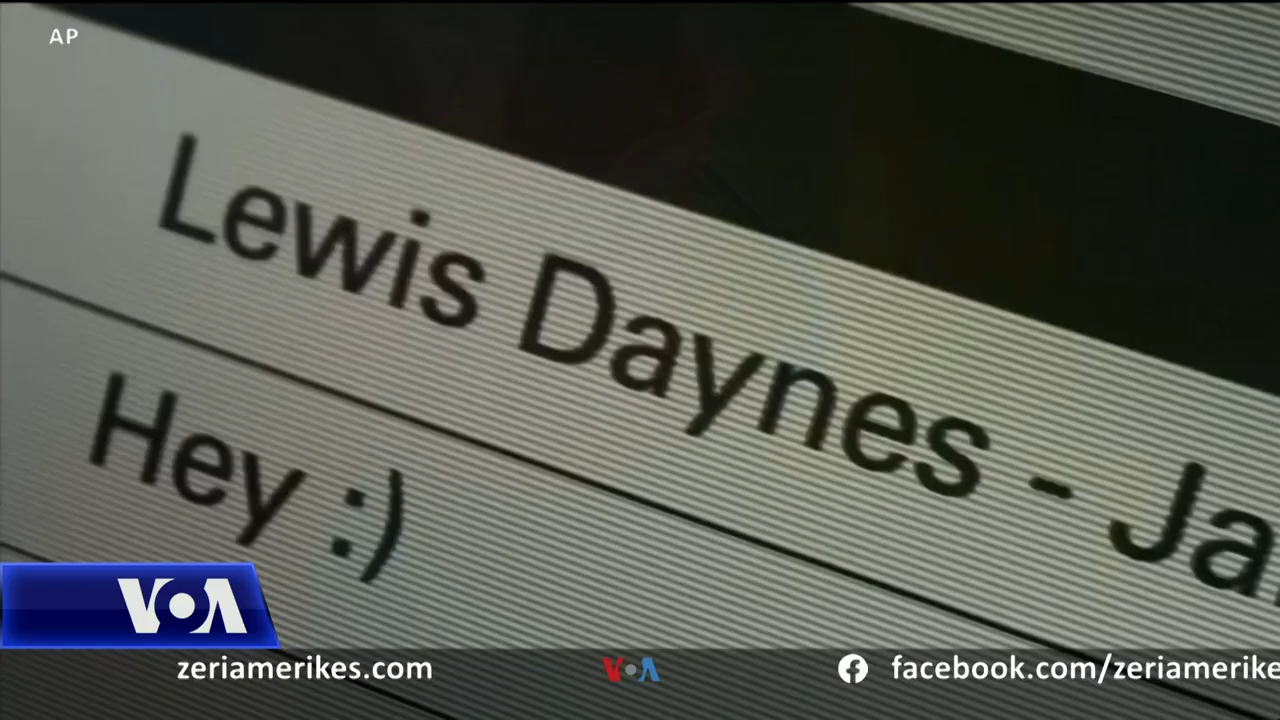 AP
Lewis Daynes - Ja
Hey :)
VOA
zeriamerikes.com
VOA
facebook.com/zeriamerike